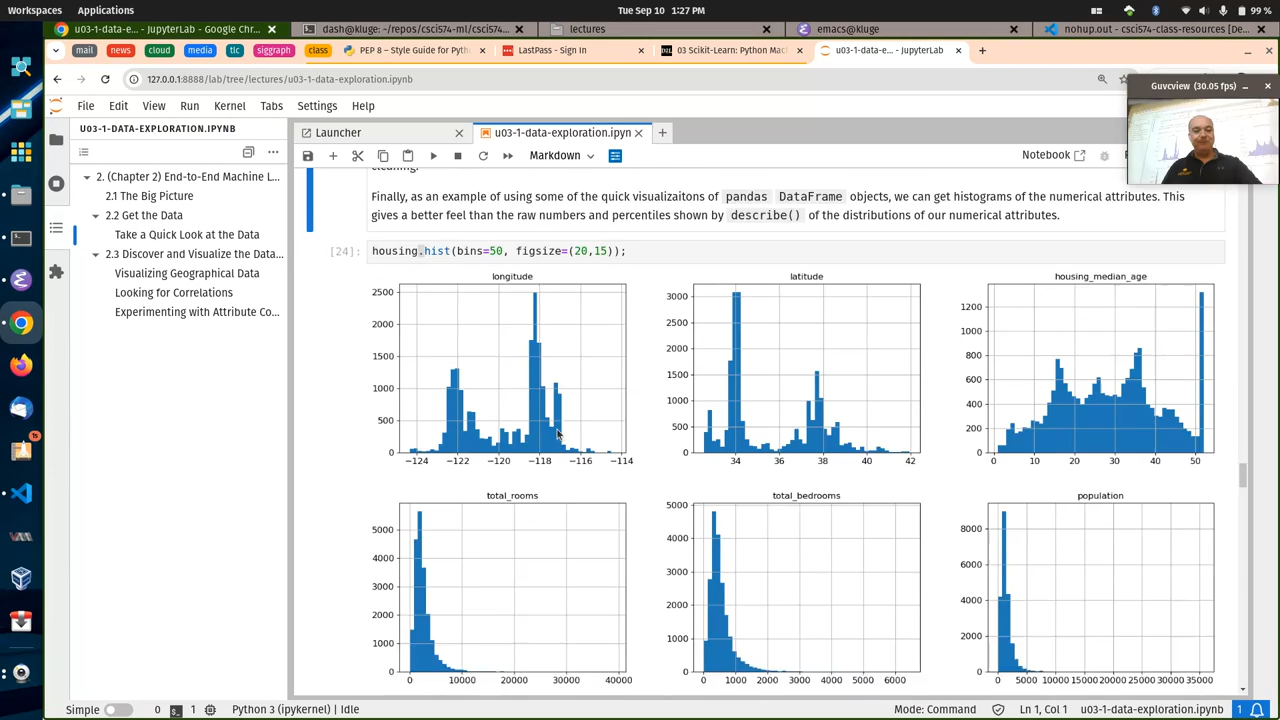 Workspaces Applications Tue Sep 10 1:27 PM 99 %
u03-1-data-e... - JupyterLab - Google Chr... dash@kluge: ~/repos/csci574-ml/csci574... lectures emacs@kluge nohup.out - csci574-class-resources [De...
mail news cloud media tlc siggraph class PEP 8 – Style Guide for Pyth LastPass - Sign In 03 Scikit-Learn: Python Mac u03-1-data-e... - JupyterLab
127.0.0.1:8888/lab/tree/lectures/u03-1-data-exploration.ipynb
Guvcview (30.05 fps)
File Edit View Run Kernel Tabs Settings Help
U03-1-DATA-EXPLORATION.IPYNB
2. (Chapter 2) End-to-End Machine L...
2.1 The Big Picture
2.2 Get the Data
Take a Quick Look at the Data
2.3 Discover and Visualize the Data...
Visualizing Geographical Data
Looking for Correlations
Experimenting with Attribute Co...
Launcher u03-1-data-exploration.ipyn
Markdown Notebook
cleaning.
Finally, as an example of using some of the quick visualizaitons of pandas DataFrame objects, we can get histograms of the numerical attributes. This
gives a better feel than the raw numbers and percentiles shown by describe() of the distributions of our numerical attributes.
[24]: housing.hist(bins=50, figsize=(20,15));
longitude latitude housing_median_age
2500 2000 1500 1000 500 0
−124 −122 −120 −118 −116 −114
3000 2500 2000 1500 1000 500 0
34 36 38 40 42
1200 1000 800 600 400 200 0
0 10 20 30 40 50
total_rooms total_bedrooms population
5000 4000 3000 2000 1000 0
0 10000 20000 30000 40000
5000 4000 3000 2000 1000 0
0 1000 2000 3000 4000 5000 6000
8000 6000 4000 2000 0
0 5000 10000 15000 20000 25000 30000 35000
15
Simple 0 1 Python 3 (ipykernel) | Idle Mode: Command Ln 1, Col 1 u03-1-data-exploration.ipynb 1